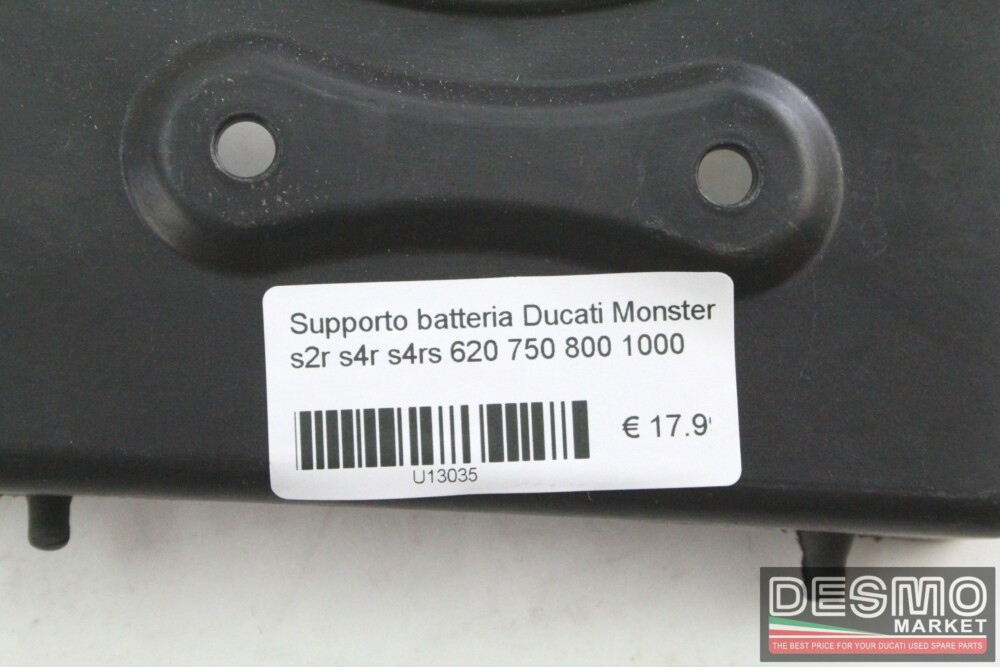 Supporto batteria Ducati Monster
s2r s4r s4rs 620 750 800 1000
€ 17.9
U13035
DESMO
MARKET
THE BEST PRICE FOR YOUR DUCATI USED SPARE PARTS